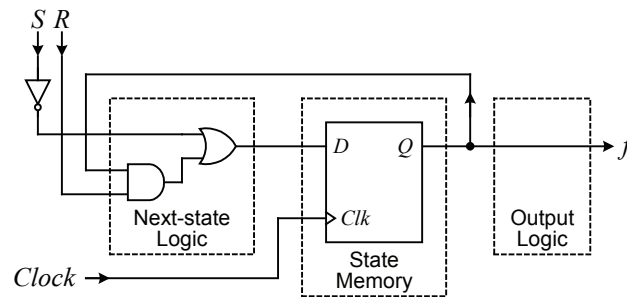 S R
D Q
f
Clk
Next-state
Logic
State
Memory
Output
Logic
Clock